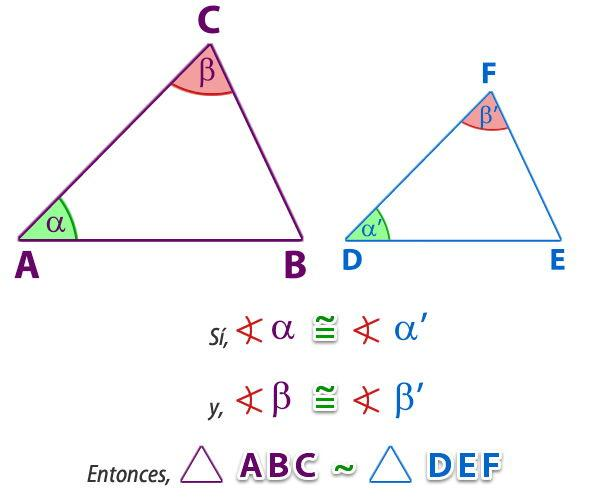 C
β
F
β’
α
α’
A
B
D
E
Sí, ∢ α ≅ ∢ α’
y, ∢ β ≅ ∢ β’
Entonces, △ ABC ~ △ DEF